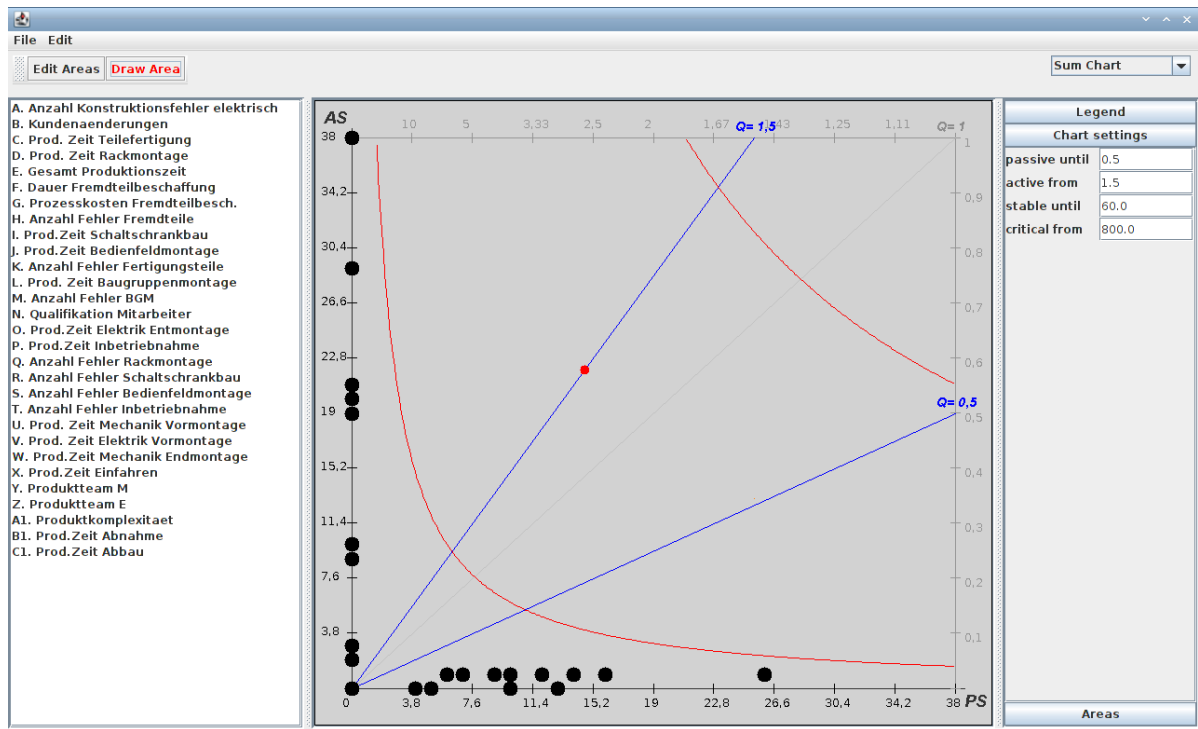 File Edit
Edit Areas Draw Area Sum Chart
A. Anzahl Konstruktionsfehler elektrisch
B. Kundenaenderungen
C. Prod. Zeit Teilefertigung
D. Prod. Zeit Rackmontage
E. Gesamt Produktionszeit
F. Dauer Fremdteilbeschaffung
G. Prozesskosten Fremdteilbesch.
H. Anzahl Fehler Fremdteile
I. Prod.Zeit Schaltschrankbau
J. Prod.Zeit Bedienfeldmontage
K. Anzahl Fehler Fertigungsteile
L. Prod. Zeit Baugruppenmontage
M. Anzahl Fehler BGM
N. Qualifikation Mitarbeiter
O. Prod.Zeit Elektrik Entmontage
P. Prod.Zeit Inbetriebnahme
Q. Anzahl Fehler Rackmontage
R. Anzahl Fehler Schaltschrankbau
S. Anzahl Fehler Bedienfeldmontage
T. Anzahl Fehler Inbetriebnahme
U. Prod. Zeit Mechanik Vormontage
V. Prod. Zeit Elektrik Vormontage
W. Prod.Zeit Mechanik Endmontage
X. Prod.Zeit Einfahren
Y. Produktteam M
Z. Produktteam E
A1. Produktkomplexitaet
B1. Prod.Zeit Abnahme
C1. Prod.Zeit Abbau
AS
10 5 3,33 2,5 2 1,67 Q= 1,5 43 1,25 1,11 Q= 1
38
34,2
30,4
26,6
22,8
19
15,2
11,4
7,6
3,8
1
0,9
0,8
0,7
0,6
Q= 0,5
0,5
0,4
0,3
0,2
0,1
0 3,8 7,6 11,4 15,2 19 22,8 26,6 30,4 34,2 38 PS
Legend
Chart settings
passive until 0.5
active from 1.5
stable until 60.0
critical from 800.0
Areas